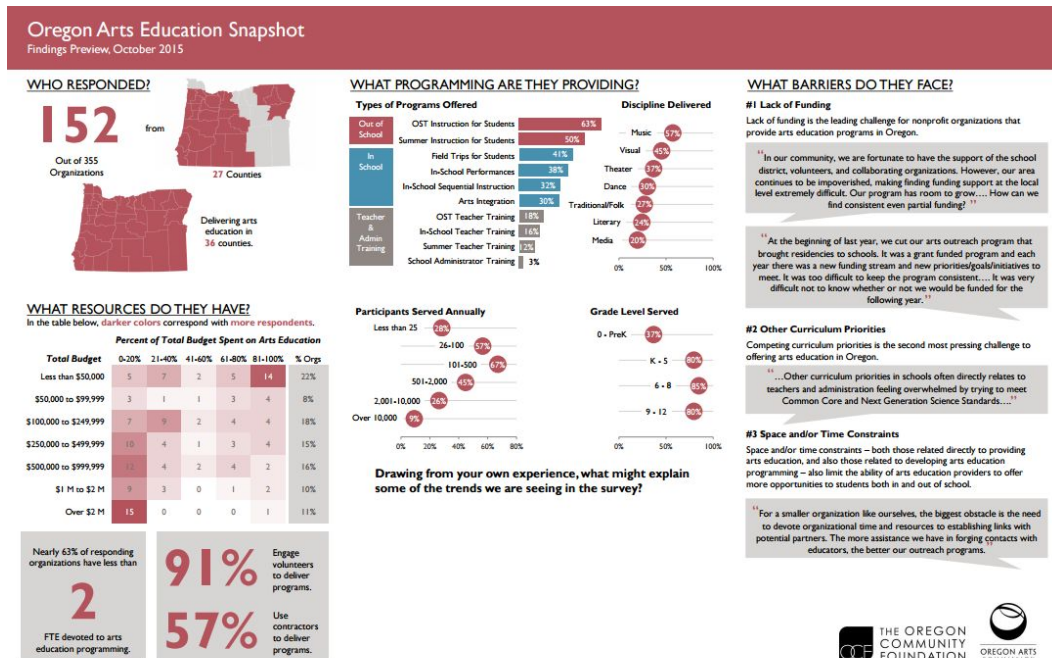 Oregon Arts Education Snapshot
Findings Preview, October 2015
WHO RESPONDED?
152
from
Out of 355
Organizations
27 Counties
Delivering arts
education in
36 counties.
WHAT RESOURCES DO THEY HAVE?
In the table below, darker colors correspond with more respondents.
Percent of Total Budget Spent on Arts Education
Total Budget 0-20% 21-40% 41-60% 61-80% 81-100% % Orgs
Less than $50,000 5 7 2 5 14 22%
$50,000 to $99,999 3 1 1 3 4 8%
$100,000 to $249,999 7 9 2 4 4 18%
$250,000 to $499,999 10 4 1 3 4 15%
$500,000 to $999,999 12 4 2 4 2 16%
$1 M to $2 M 9 3 0 1 2 10%
Over $2 M 15 0 0 0 1 11%
Nearly 63% of responding
organizations have less than
2
FTE devoted to arts
education programming.
91%
Engage
volunteers
to deliver
programs.
57%
Use
contractors
to deliver
programs.
WHAT PROGRAMMING ARE THEY PROVIDING?
Types of Programs Offered
Out of
School
OST Instruction for Students 63%
Summer Instruction for Students 50%
In
School
Field Trips for Students 41%
In-School Performances 38%
In-School Sequential Instruction 32%
Arts Integration 30%
Teacher
&
Admin
Training
OST Teacher Training 18%
In-School Teacher Training 16%
Summer Teacher Training 12%
School Administrator Training 3%
Discipline Delivered
Music 57%
Visual 45%
Theater 37%
Dance 30%
Traditional/Folk 27%
Literary 24%
Media 20%
0% 50% 100%
Participants Served Annually
Less than 25 28%
26-100 57%
101-500 67%
501-2,000 45%
2,001-10,000 26%
Over 10,000 9%
0% 20% 40% 60% 80%
Grade Level Served
0 - PreK 37%
K - 5 80%
6 - 8 85%
9 - 12 80%
0% 50% 100%
Drawing from your own experience, what might explain
some of the trends we are seeing in the survey?
WHAT BARRIERS DO THEY FACE?
#1 Lack of Funding
Lack of funding is the leading challenge for nonprofit organizations that
provide arts education programs in Oregon.
"In our community, we are fortunate to have the support of the school
district, volunteers, and collaborating organizations. However, our area
continues to be impoverished, making finding funding support at the local
level extremely difficult. Our program has room to grow.... How can we
find consistent even partial funding? "
"At the beginning of last year, we cut our arts outreach program that
brought residencies to schools. It was a grant funded program and each
year there was a new funding stream and new priorities/goals/initiatives to
meet. It was too difficult to keep the program consistent.... It was very
difficult not to know whether or not we would be funded for the
following year."
#2 Other Curriculum Priorities
Competing curriculum priorities is the second most pressing challenge to
offering arts education in Oregon.
"...Other curriculum priorities in schools often directly relates to
teachers and administration feeling overwhelmed by trying to meet
Common Core and Next Generation Science Standards...."
#3 Space and/or Time Constraints
Space and/or time constraints – both those related directly to providing
arts education, and also those related to developing arts education
programming – also limit the ability of arts education providers to offer
more opportunities to students both in and out of school.
"For a smaller organization like ourselves, the biggest obstacle is the need
to devote organizational time and resources to establishing links with
potential partners. The more assistance we have in forging contacts with
educators, the better our outreach programs."
OCF
THE OREGON
COMMUNITY
FOUNDATION
OREGON ARTS